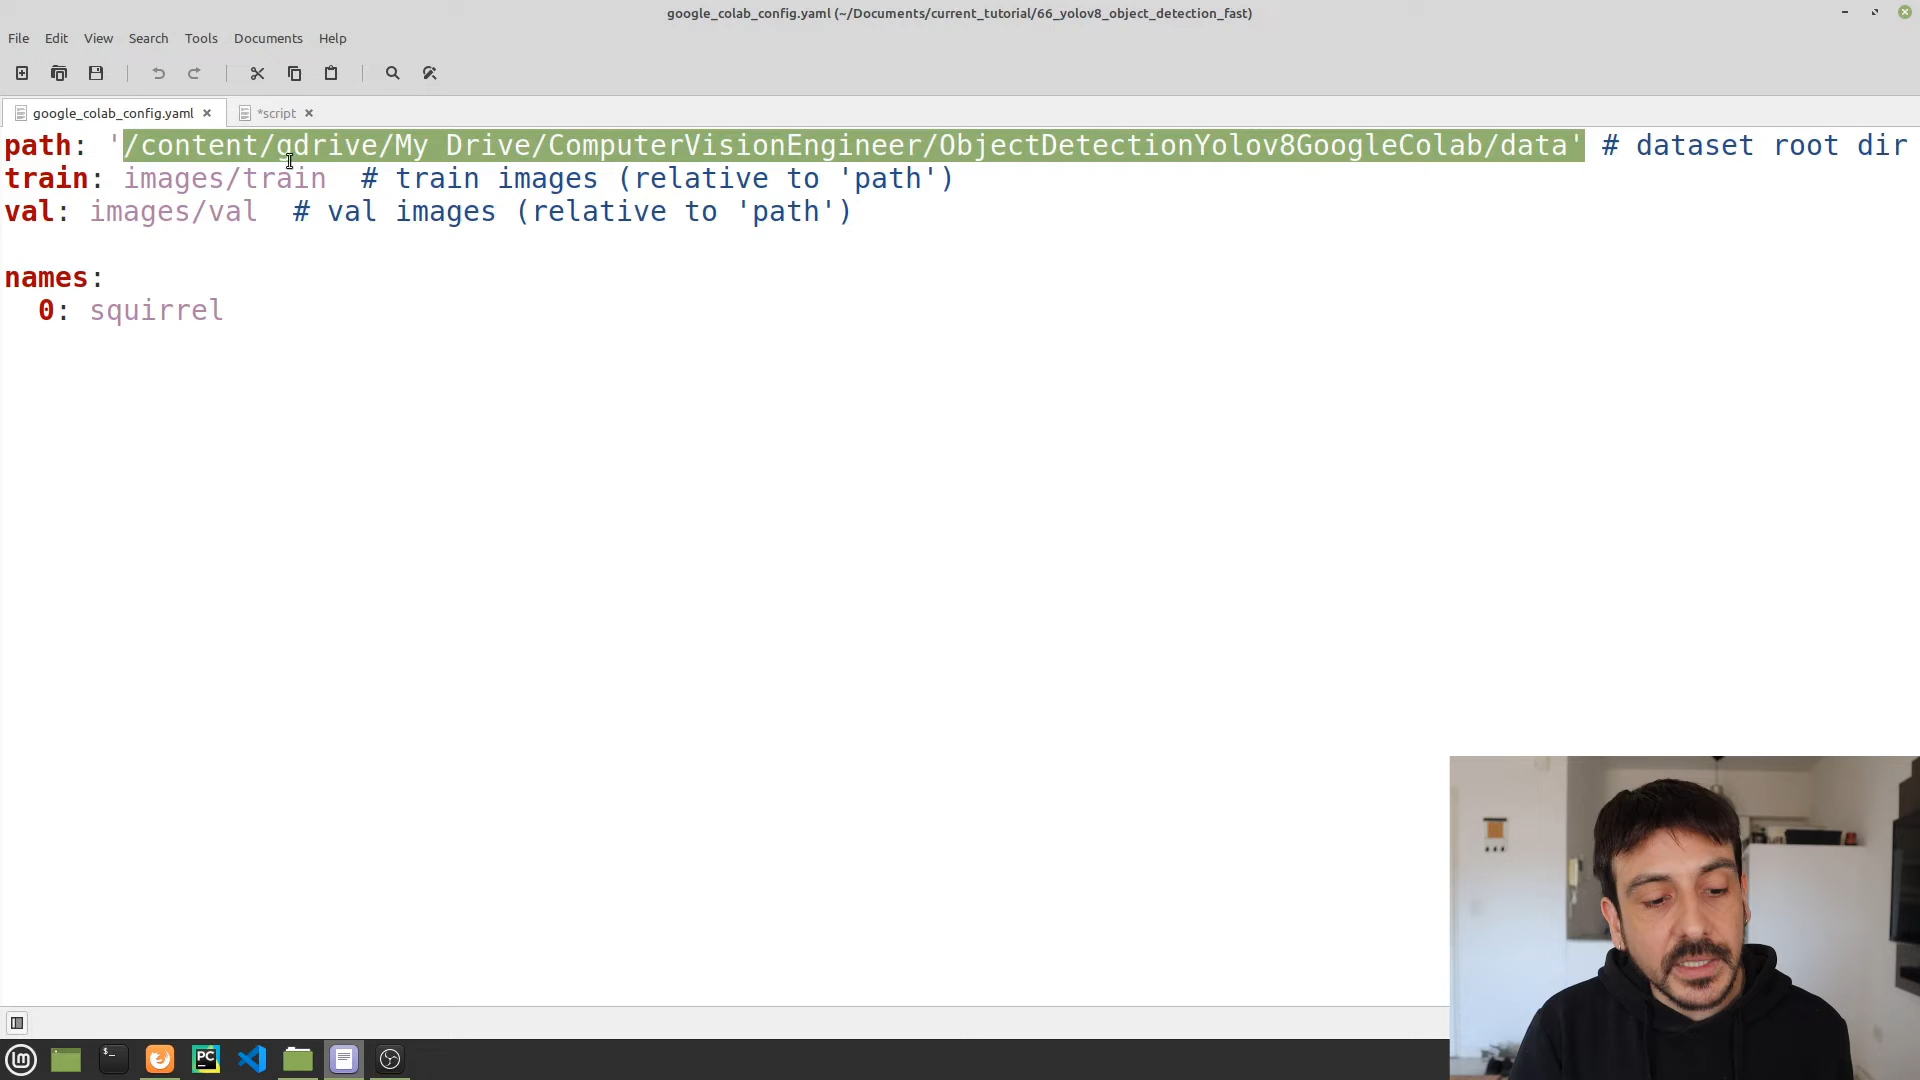 google_colab_config.yaml (~/Documents/current_tutorial/66_yolov8_object_detection_fast)
File Edit View Search Tools Documents Help
google_colab_config.yaml *script
path: '/content/gdrive/My Drive/ComputerVisionEngineer/ObjectDetectionYolov8GoogleColab/data' # dataset root dir
train: images/train # train images (relative to 'path')
val: images/val # val images (relative to 'path')
names:
0: squirrel
PC